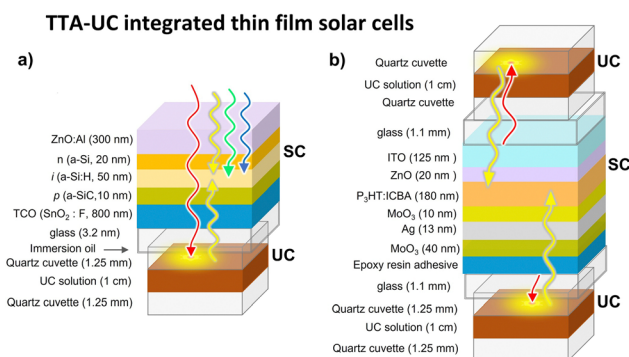 TTA-UC integrated thin film solar cells
a)
ZnO:Al (300 nm)
n (a-Si, 20 nm)
i (a-Si:H, 50 nm)
p (a-SiC,10 nm)
TCO (SnO₂ : F, 800 nm)
glass (3.2 nm)
Immersion oil
Quartz cuvette (1.25 mm)
UC solution (1 cm)
Quartz cuvette (1.25 mm)
SC
UC
b)
Quartz cuvette
UC solution (1 cm)
Quartz cuvette
glass (1.1 mm)
ITO (125 nm )
ZnO (20 nm )
P₃HT:ICBA (180 nm)
MoO₃ (10 nm)
Ag (13 nm)
MoO₃ (40 nm)
Epoxy resin adhesive
glass (1.1 mm)
Quartz cuvette (1.25 mm)
UC solution (1 cm)
Quartz cuvette (1.25 mm)
UC
SC
UC